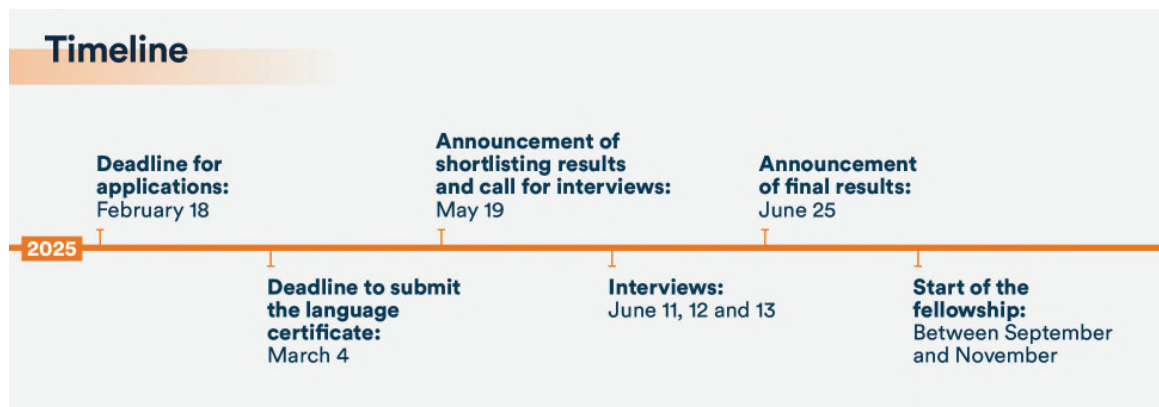 Timeline
2025
Deadline for
applications:
February 18
Deadline to submit
the language
certificate:
March 4
Announcement of
shortlisting results
and call for interviews:
May 19
Interviews:
June 11, 12 and 13
Announcement
of final results:
June 25
Start of the
fellowship:
Between September
and November